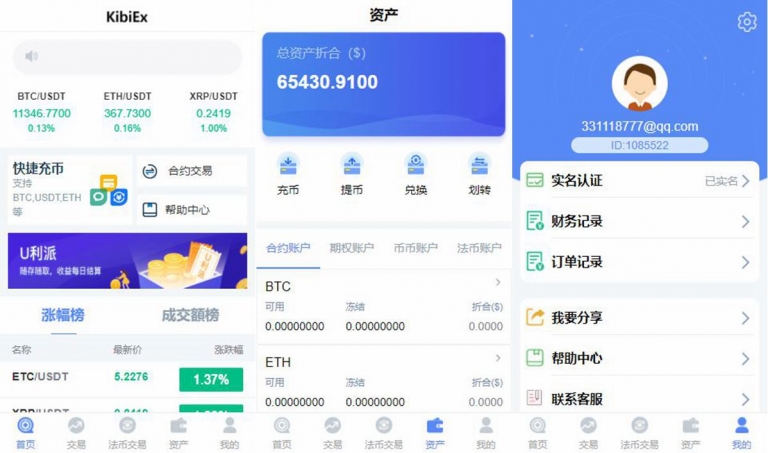 KibiEx
BTC/USDT ETH/USDT XRP/USDT
11346.7700 367.7300 0.2419
0.13% 0.16% 1.00%
快捷充币
支持
BTC,USDT,ETH
等
合约交易
帮助中心
U利派
随存随取，收益每日结算
涨幅榜 成交额榜
名称 最新价 涨跌幅
ETC/USDT 5.2276 1.37%
首页 交易 法币交易 资产 我的
资产
总资产折合（$）
65430.9100
充币 提币 兑换 划转
合约账户 期权账户 币币账户 法币账户
BTC
可用 冻结 折合($)
0.00000000 0.00000000 0.0000
ETH
可用 冻结 折合($)
0.00000000 0.00000000 0.0000
首页 交易 法币交易 资产 我的
331118777@qq.com
ID:1085522
实名认证 已实名
财务记录
订单记录
我要分享
帮助中心
联系客服
首页 交易 法币交易 资产 我的